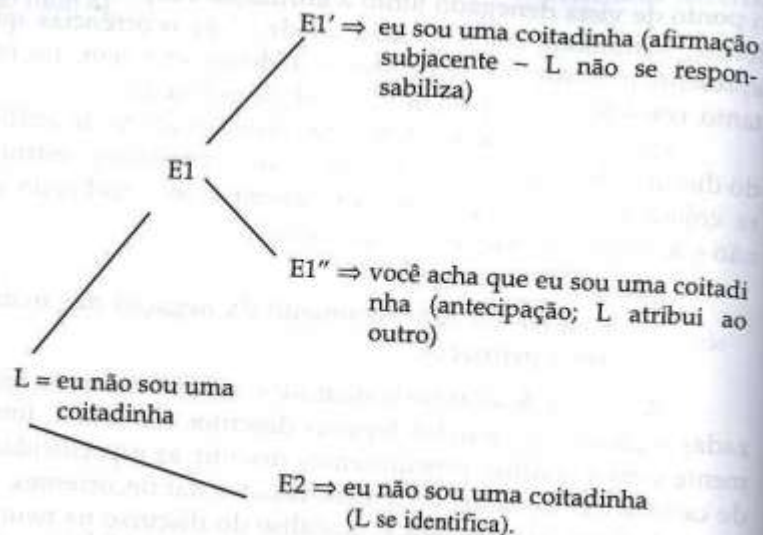 E1′ ⇒ eu sou uma coitadinha (afirmação
subjacente – L não se respon-
sabiliza)
E1
E1″ ⇒ você acha que eu sou uma coitadi
nha (antecipação; L atribui ao
outro)
L = eu não sou uma
coitadinha
E2 ⇒ eu não sou uma coitadinha
(L se identifica).